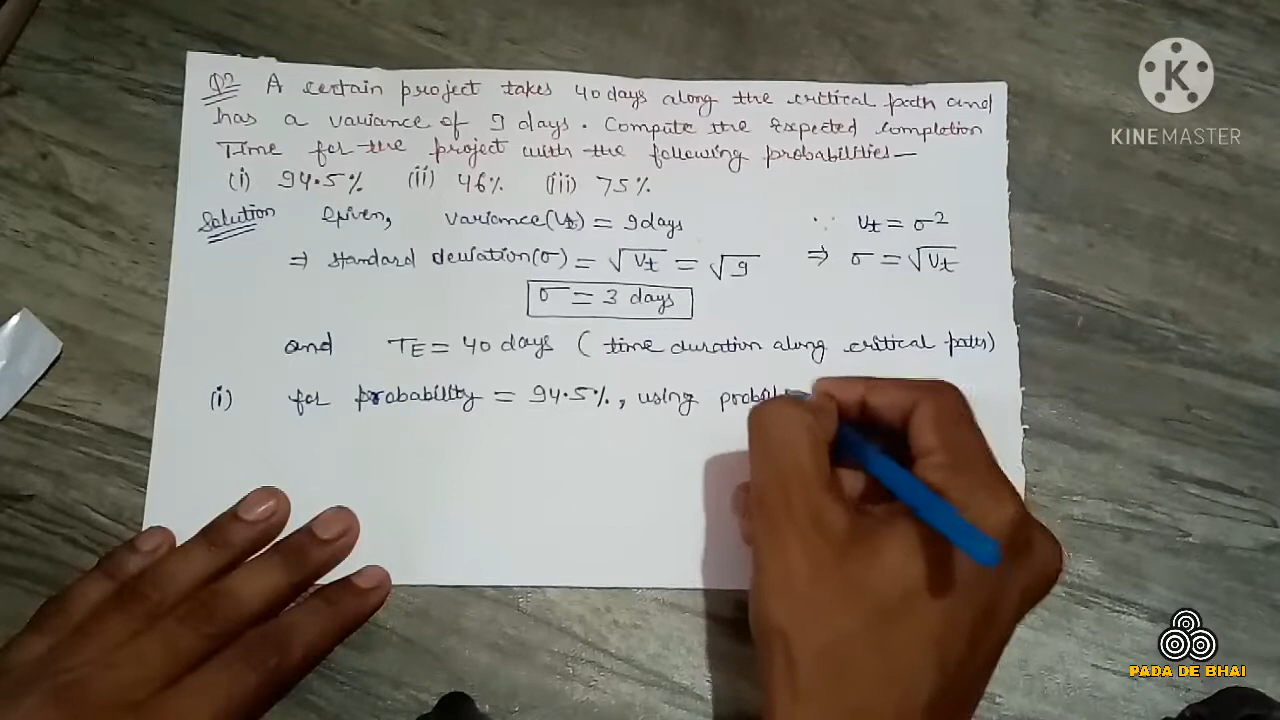 Q2 A certain project takes 40 days along the critical path and
has a variance of 9 days. Compute the Expected completion
Time for the project with the following probabilities—
(i) 94.5% (ii) 46% (iii) 75%
Solution Given, Variance(Vt) = 9 days ∵ Vt = σ²
⇒ standard deviation(σ) = √Vt = √9 ⇒ σ = √Vt
σ = 3 days
and TE = 40 days (time duration along critical path)
(i) for probability = 94.5%, using
K
KINEMASTER
PADA DE BHAI